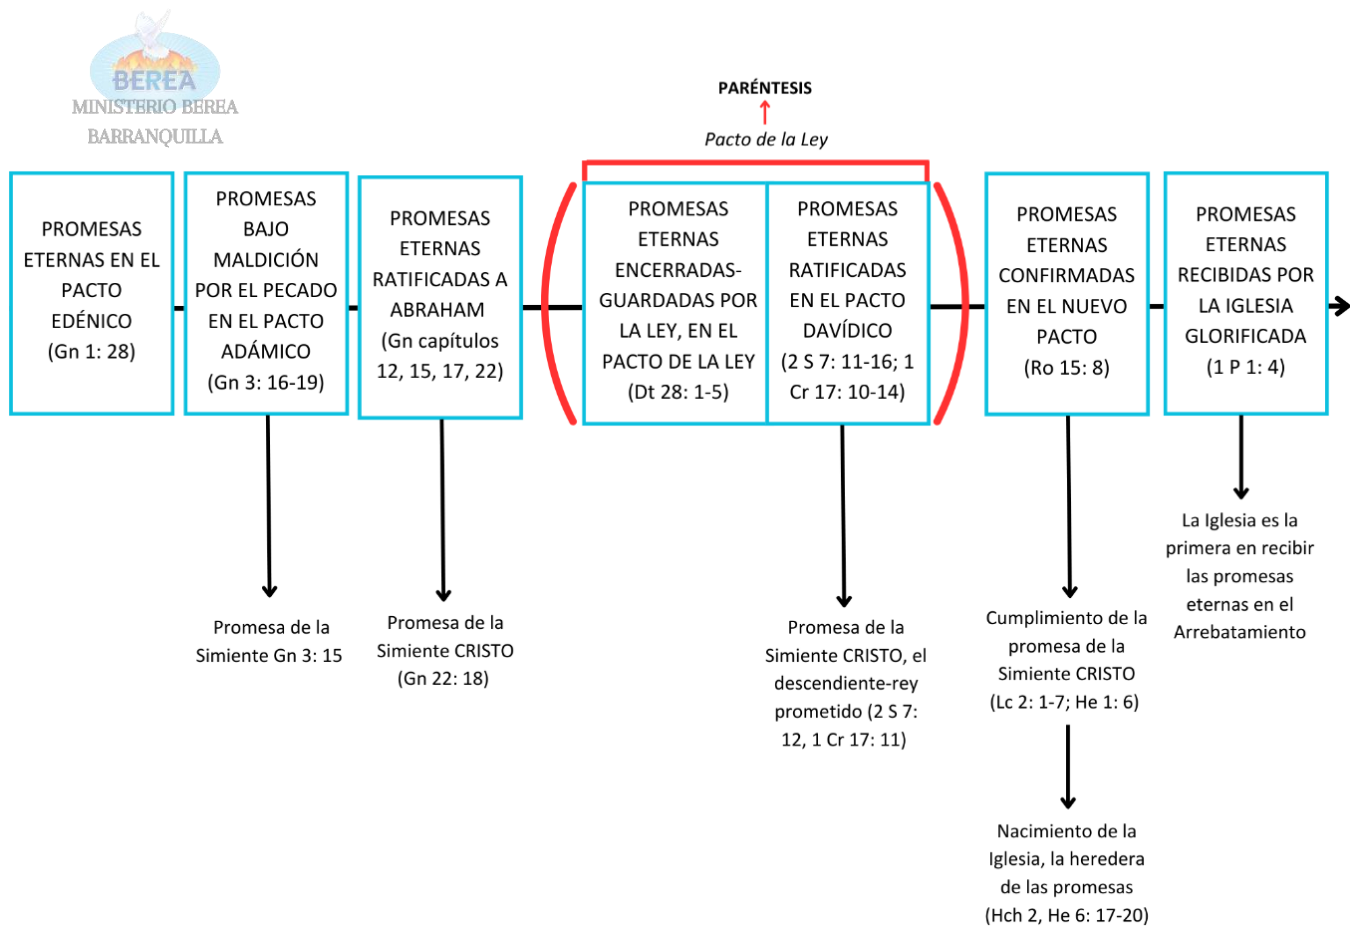 BEREA
MINISTERIO BEREA
BARRANQUILLA
PARÉNTESIS
Pacto de la Ley
PROMESAS
ETERNAS EN EL
PACTO
EDÉNICO
(Gn 1: 28)
PROMESAS
BAJO
MALDICIÓN
POR EL PECADO
EN EL PACTO
ADÁMICO
(Gn 3: 16-19)
PROMESAS
ETERNAS
RATIFICADAS A
ABRAHAM
(Gn capítulos
12, 15, 17, 22)
PROMESAS
ETERNAS
ENCERRADAS-
GUARDADAS POR
LA LEY, EN EL
PACTO DE LA LEY
(Dt 28: 1-5)
PROMESAS
ETERNAS
RATIFICADAS
EN EL PACTO
DAVÍDICO
(2 S 7: 11-16; 1
Cr 17: 10-14)
PROMESAS
ETERNAS
CONFIRMADAS
EN EL NUEVO
PACTO
(Ro 15: 8)
PROMESAS
ETERNAS
RECIBIDAS POR
LA IGLESIA
GLORIFICADA
(1 P 1: 4)
Promesa de la
Simiente Gn 3: 15
Promesa de la
Simiente CRISTO
(Gn 22: 18)
Promesa de la
Simiente CRISTO, el
descendiente-rey
prometido (2 S 7:
12, 1 Cr 17: 11)
Cumplimiento de la
promesa de la
Simiente CRISTO
(Lc 2: 1-7; He 1: 6)
Nacimiento de la
Iglesia, la heredera
de las promesas
(Hch 2, He 6: 17-20)
La Iglesia es la
primera en recibir
las promesas
eternas en el
Arrebatamiento